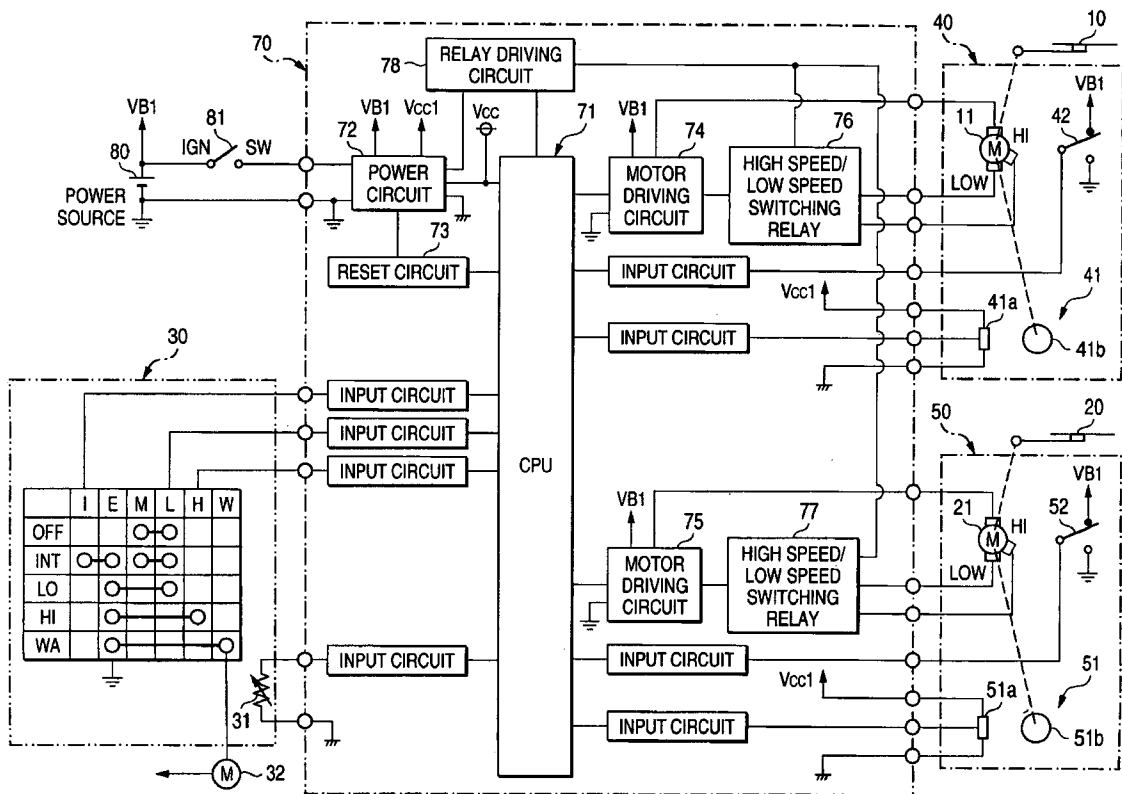 70
78
RELAY DRIVING
CIRCUIT
40
10
VB1
81
IGN SW
80
POWER
SOURCE
VB1
Vcc1
Vcc
72
POWER
CIRCUIT
73
RESET CIRCUIT
71
CPU
VB1
74
MOTOR
DRIVING
CIRCUIT
76
HIGH SPEED/
LOW SPEED
SWITCHING
RELAY
11
M
HI
LOW
42
VB1
INPUT CIRCUIT
Vcc1
41a
41
41b
INPUT CIRCUIT
30
INPUT CIRCUIT
INPUT CIRCUIT
INPUT CIRCUIT
I E M L H W
OFF
INT
LO
HI
WA
31
INPUT CIRCUIT
M
32
50
20
VB1
75
MOTOR
DRIVING
CIRCUIT
77
HIGH SPEED/
LOW SPEED
SWITCHING
RELAY
21
M
HI
LOW
52
VB1
INPUT CIRCUIT
Vcc1
51a
51
51b
INPUT CIRCUIT